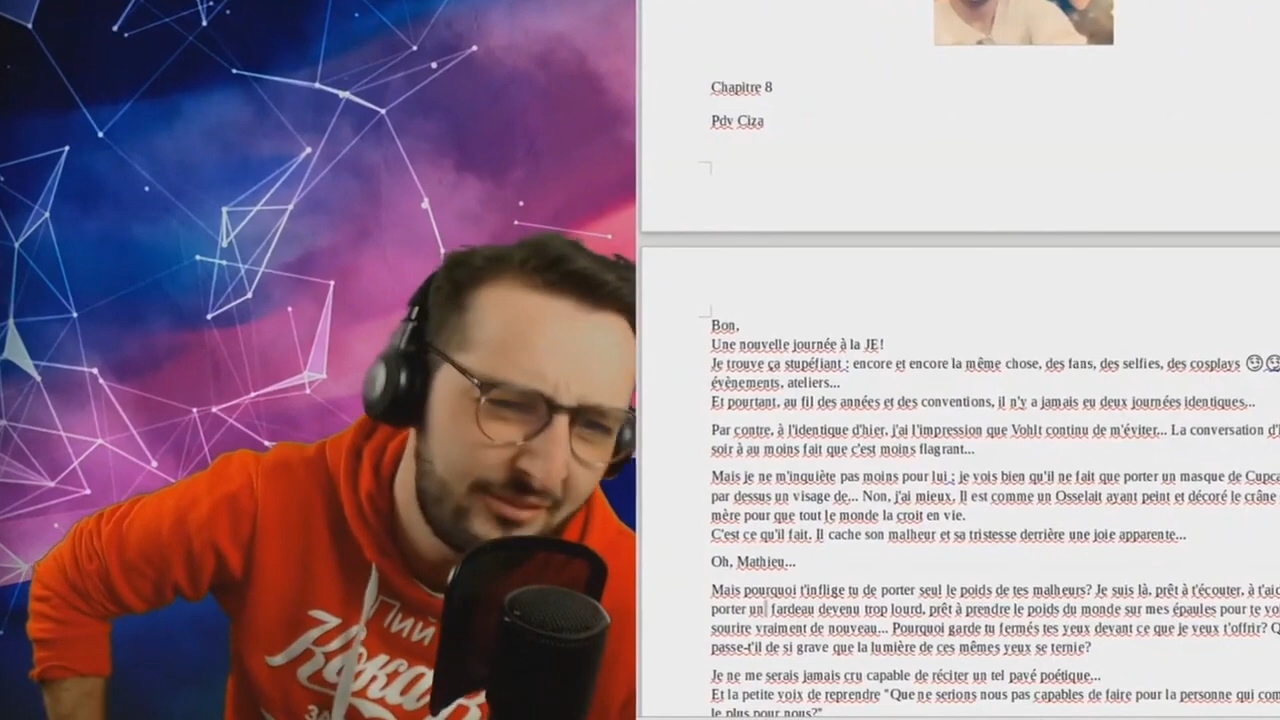 Chapitre 8
Pdv Ciza
Bon,
Une nouvelle journée à la JE!
Je trouve ça stupéfiant : encore et encore la même chose, des fans, des selfies, des cosplays
évènements, ateliers...
Et pourtant, au fil des années et des conventions, il n'y a jamais eu deux journées identiques...
Par contre, à l'identique d'hier, j'ai l'impression que Vohlt continu de m'éviter... La conversation
soir à au moins fait que c'est moins flagrant...
Mais je ne m'inquiète pas moins pour lui : je vois bien qu'il ne fait que porter un masque de
par dessus un visage de... Non, j'ai mieux. Il est comme un Osselait ayant peint et décoré le crâne
mère pour que tout le monde la croit en vie.
C'est ce qu'il fait. Il cache son malheur et sa tristesse derrière une joie apparente...
Oh, Mathieu...
Mais pourquoi t'inflige tu de porter seul le poids de tes malheurs? Je suis là, prêt à t'écouter, à
porter un fardeau devenu trop lourd, prêt à prendre le poids du monde sur mes épaules pour te
sourire vraiment de nouveau... Pourquoi garde tu fermés tes yeux devant ce que je veux t'offrir?
passe-t'il de si grave que la lumière de ces mêmes yeux se ternie?
Je ne me serais jamais cru capable de réciter un tel pavé poétique...
Et la petite voix de reprendre "Que ne serions nous pas capables de faire pour la personne qui
le plus pour nous?"
Пий
Кока